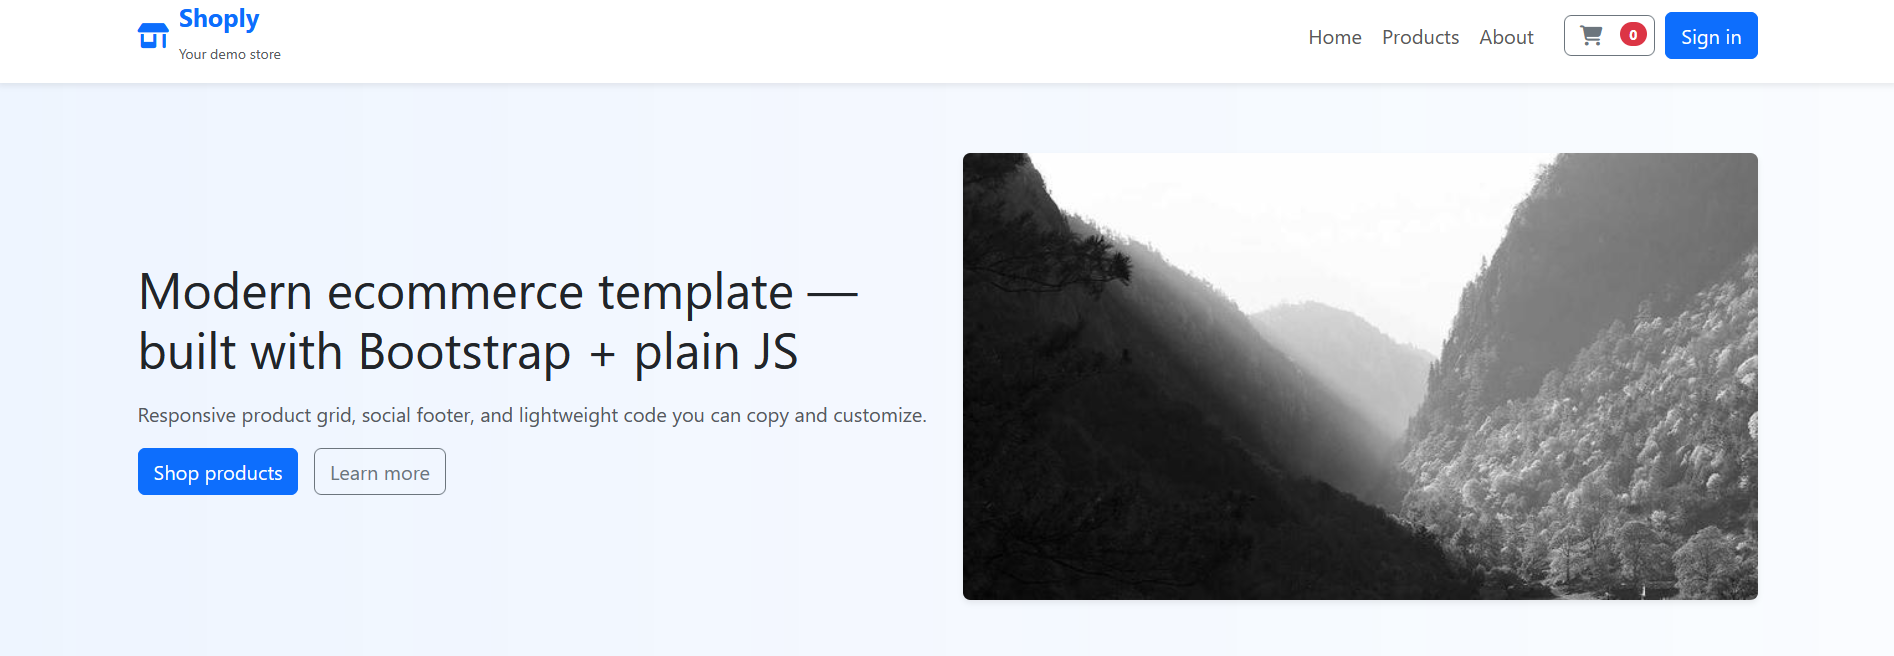 Shoply
Your demo store
Home Products About 0 Sign in
Modern ecommerce template —
built with Bootstrap + plain JS
Responsive product grid, social footer, and lightweight code you can copy and customize.
Shop products Learn more